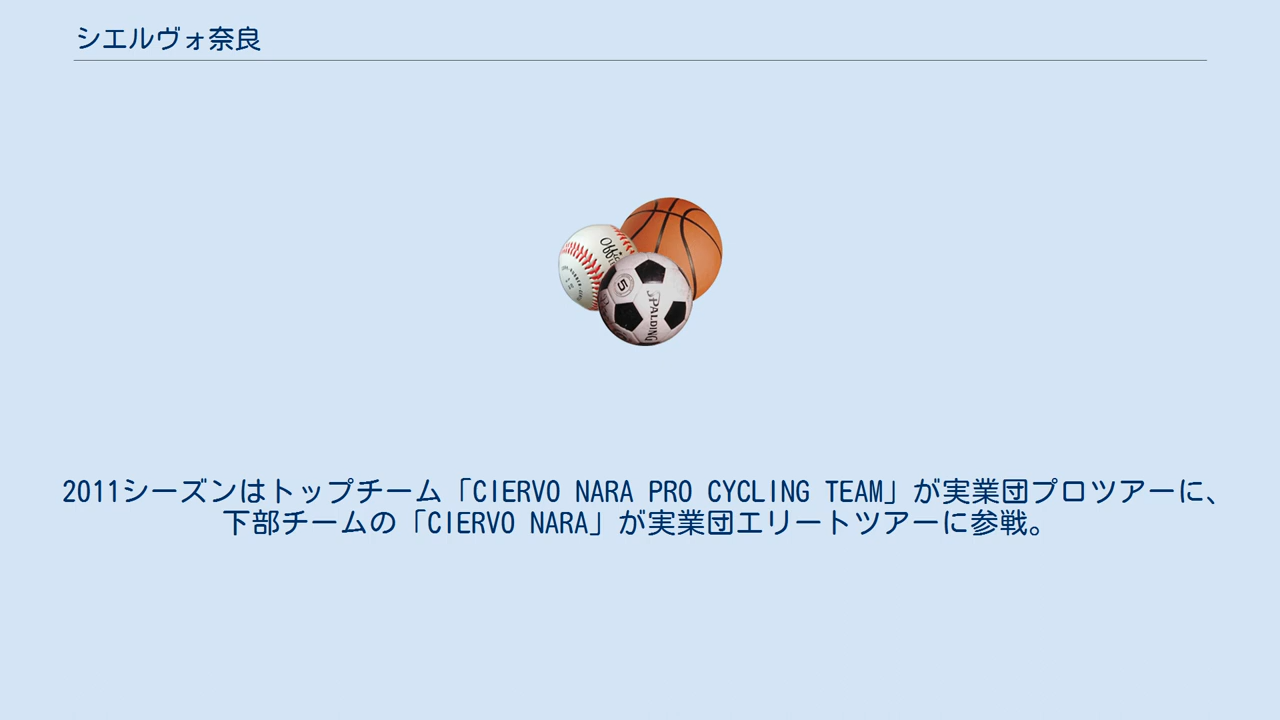 シエルヴォ奈良
Offi
5
SPALDING
2011シーズンはトップチーム「CIERVO NARA PRO CYCLING TEAM」が実業団プロツアーに、
下部チームの「CIERVO NARA」が実業団エリートツアーに参戦。